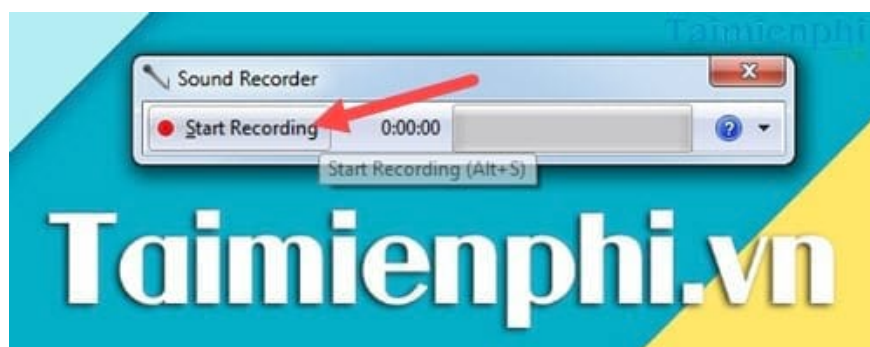 Taimienphi
Sound Recorder
Start Recording
0:00:00
Start Recording (Alt+S)
Taimienphi.vn